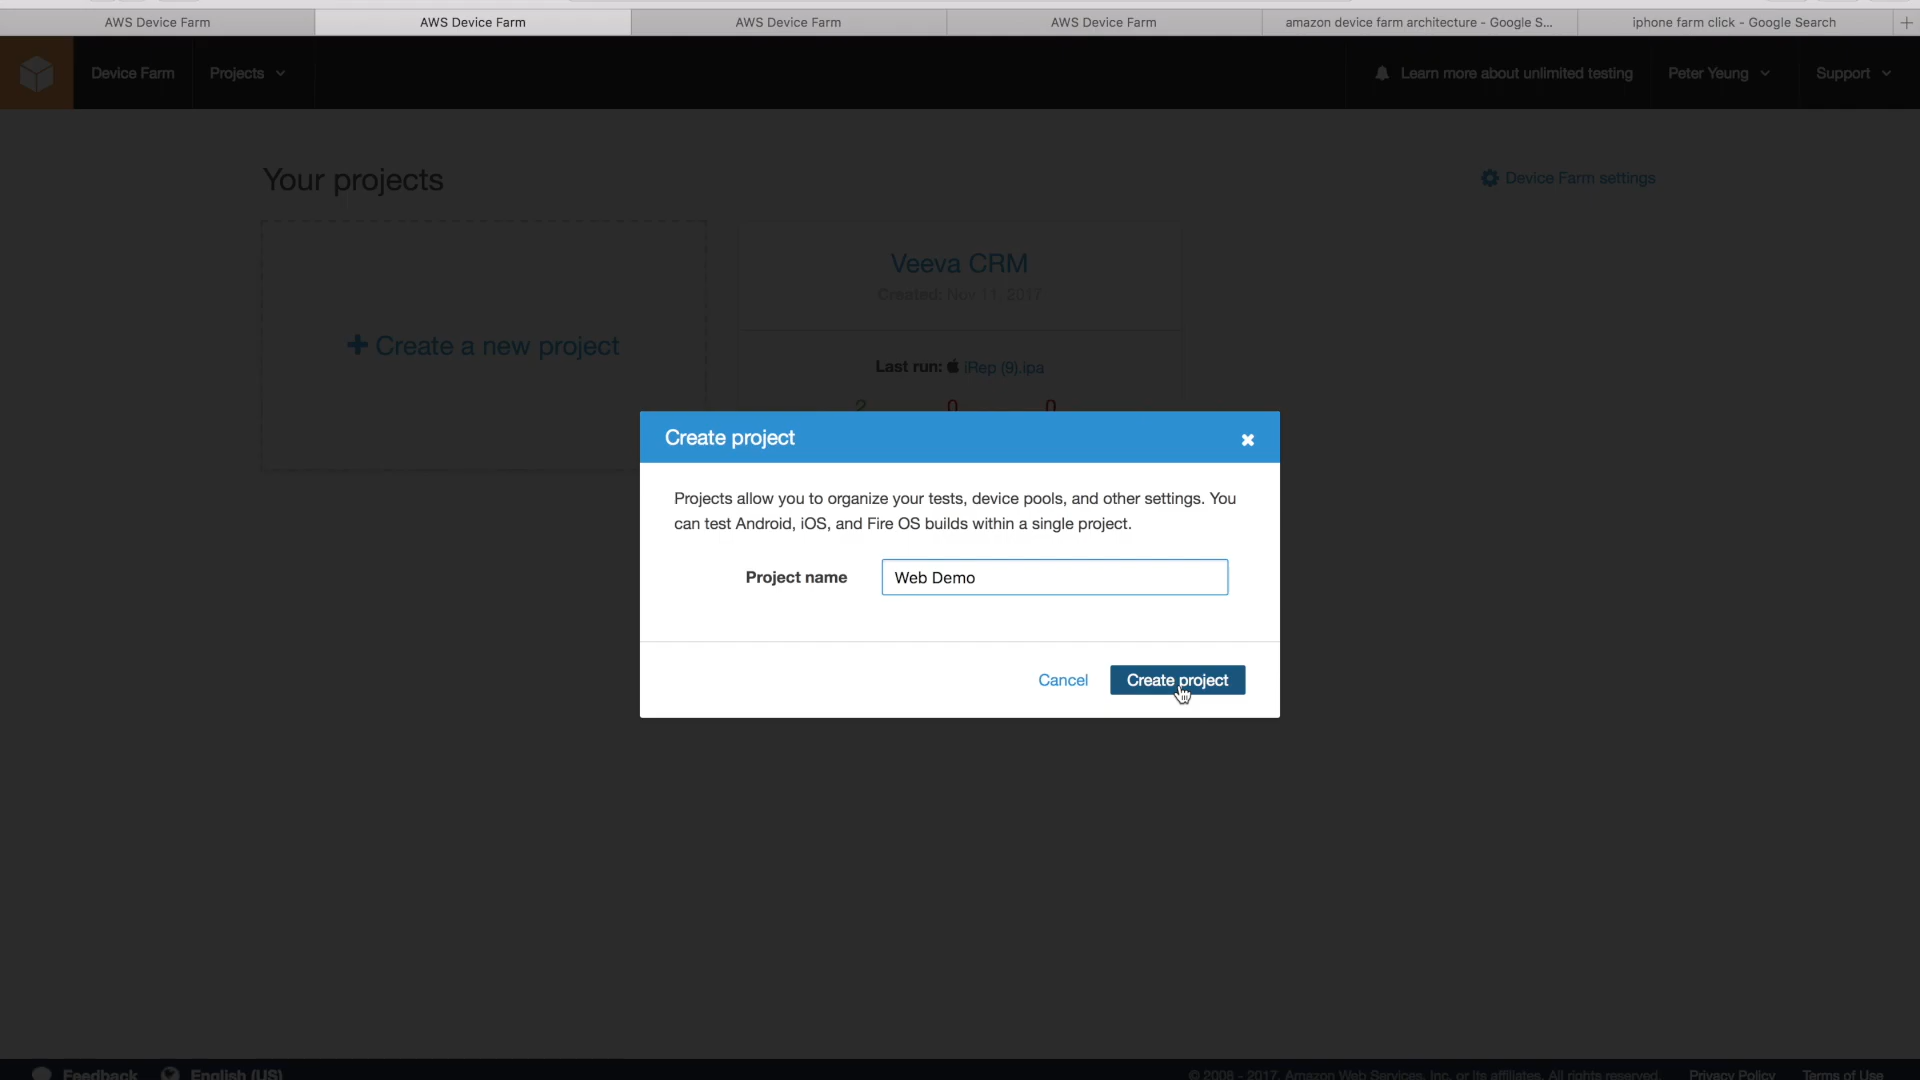 AWS Device Farm
AWS Device Farm
AWS Device Farm
AWS Device Farm
amazon device farm architecture - Google S...
iphone farm click - Google Search
Device Farm
Projects
Learn more about unlimited testing
Peter Yeung
Support
Your projects
Device Farm settings
Create a new project
Veeva CRM
Created: Nov 11, 2017
Last run: iRep (9).ipa
2 0 0
Create project
Projects allow you to organize your tests, device pools, and other settings. You
can test Android, iOS, and Fire OS builds within a single project.
Project name
Web Demo
Cancel
Create project
Feedback
English (US)
© 2008 - 2017, Amazon Web Services, Inc. or its affiliates. All rights reserved.
Privacy Policy
Terms of Use